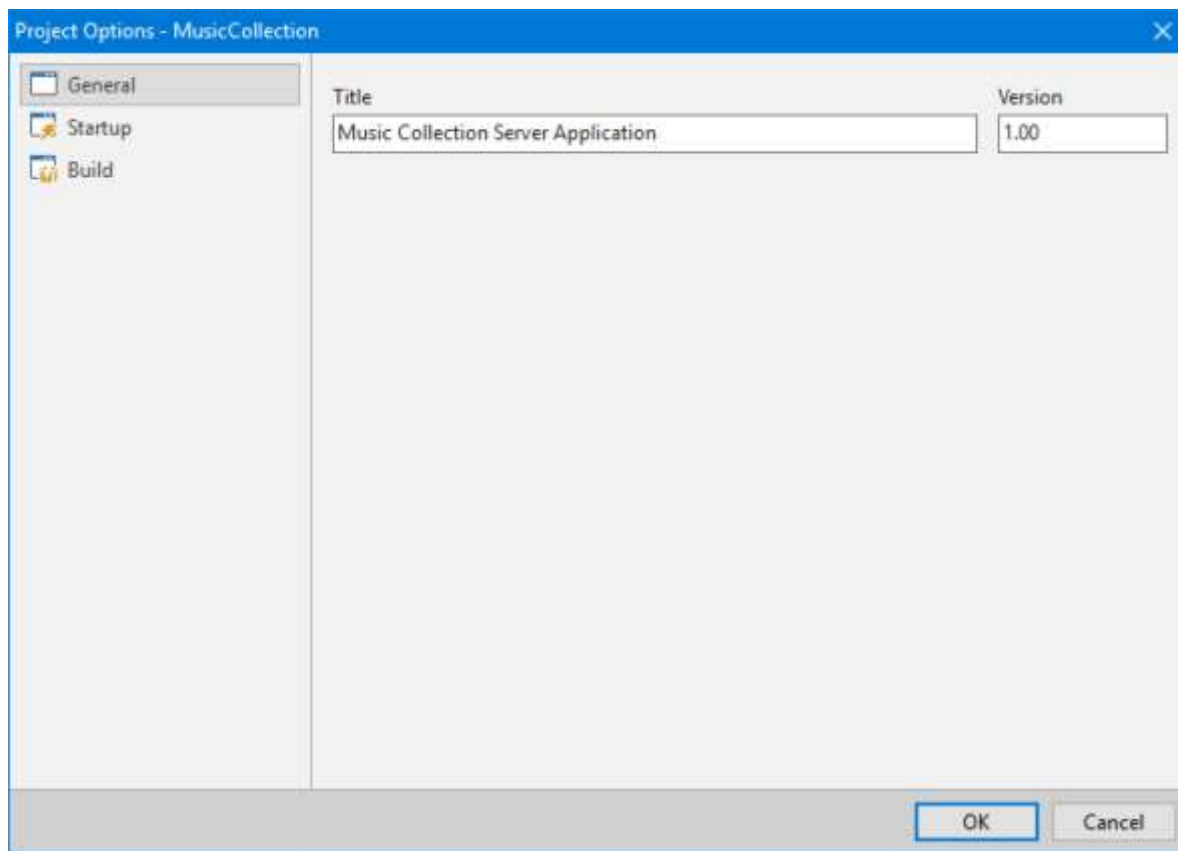 Project Options - MusicCollection
General
Startup
Build
Title
Version
Music Collection Server Application
1.00
OK
Cancel